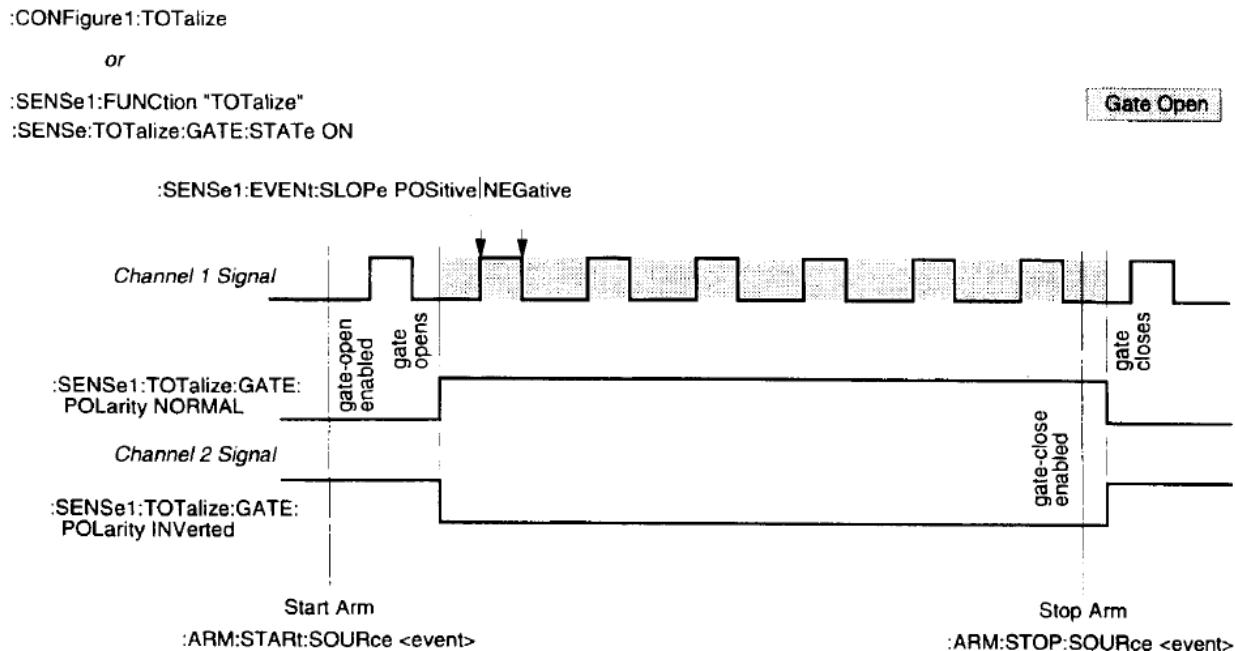 :CONFigure1:TOTalize
or
:SENSe1:FUNCtion "TOTalize"
:SENSe:TOTalize:GATE:STATe ON
Gate Open
:SENSe1:EVENt:SLOPe POSitive|NEGative
Channel 1 Signal
gate-open
enabled
gate
opens
gate
closes
:SENSe1:TOTalize:GATE:
POLarity NORMAL
Channel 2 Signal
gate-close
enabled
:SENSe1:TOTalize:GATE:
POLarity INVerted
Start Arm
:ARM:STARt:SOURce <event>
Stop Arm
:ARM:STOP:SOURce <event>